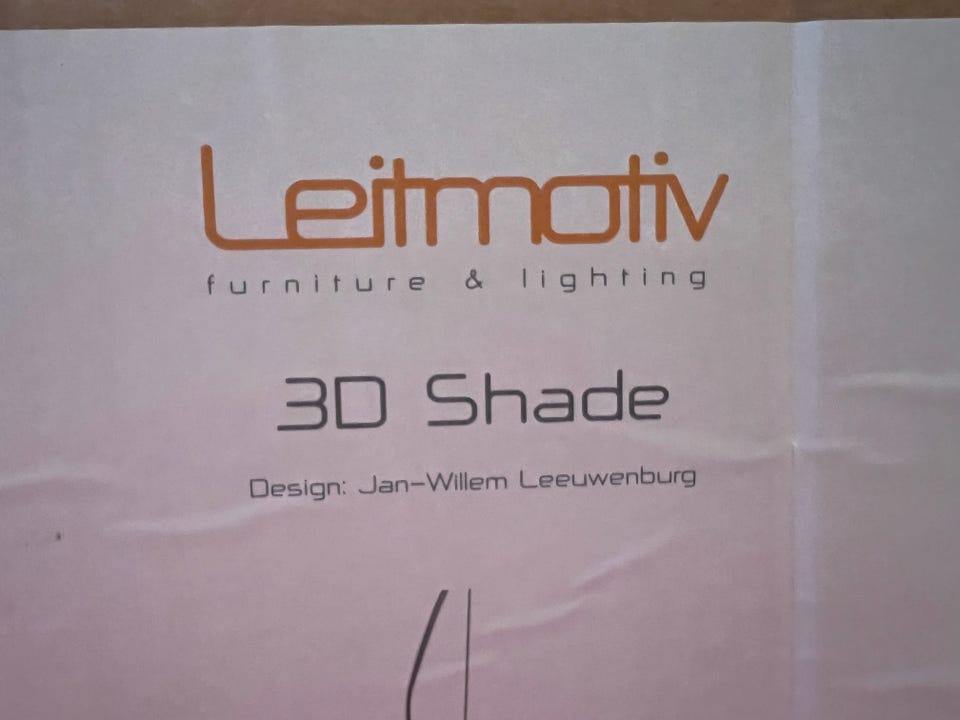 Leitmotiv
furniture & lighting
3D Shade
Design: Jan-Willem Leeuwenburg